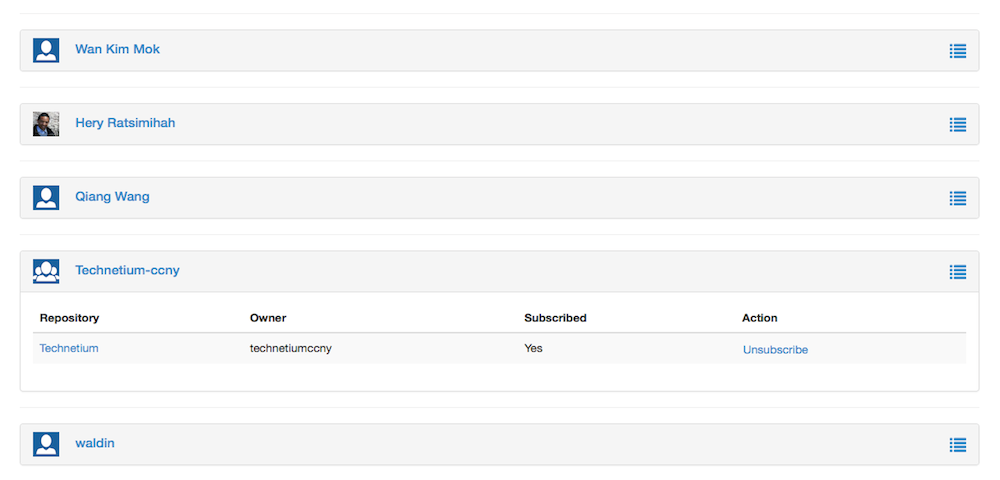 Wan Kim Mok
Hery Ratsimihah
Qiang Wang
Technetium-ccny
Repository Owner Subscribed Action
Technetium technetiumccny Yes Unsubscribe
waldin